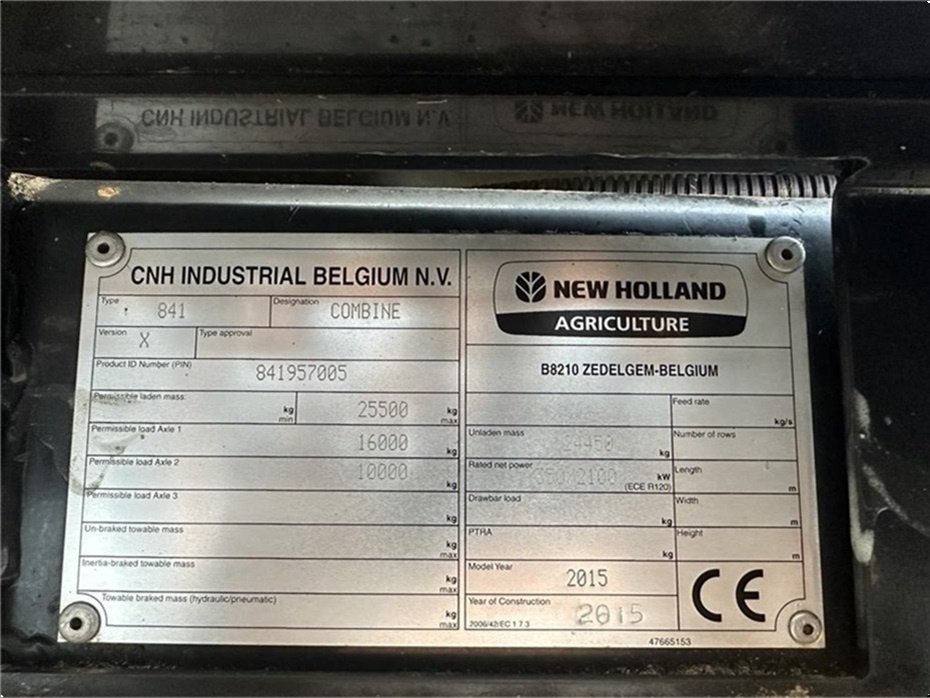 CNH INDUSTRIAL BELGIUM N.V.
Type 841 Designation COMBINE
Version X Type approval
Product ID Number (PIN) 841957005
Permissible laden mass kg min 25500 kg max
Permissible load Axle 1 16000 kg
Permissible load Axle 2 10000 kg
Permissible load Axle 3 kg
Un-braked towable mass kg max
Inertia-braked towable mass kg max
Towable braked mass (hydraulic/pneumatic) kg max
NEW HOLLAND
AGRICULTURE
B8210 ZEDELGEM-BELGIUM
Feed rate kg/s
Unladen mass 24450 kg Number of rows
Rated net power 350/2100 kW (ECE R120) Length m
Drawbar load kg Width m
PTRA kg Height m
Model Year 2015
Year of Construction 2015
2006/42/EC 1.7.3
CE
47665153